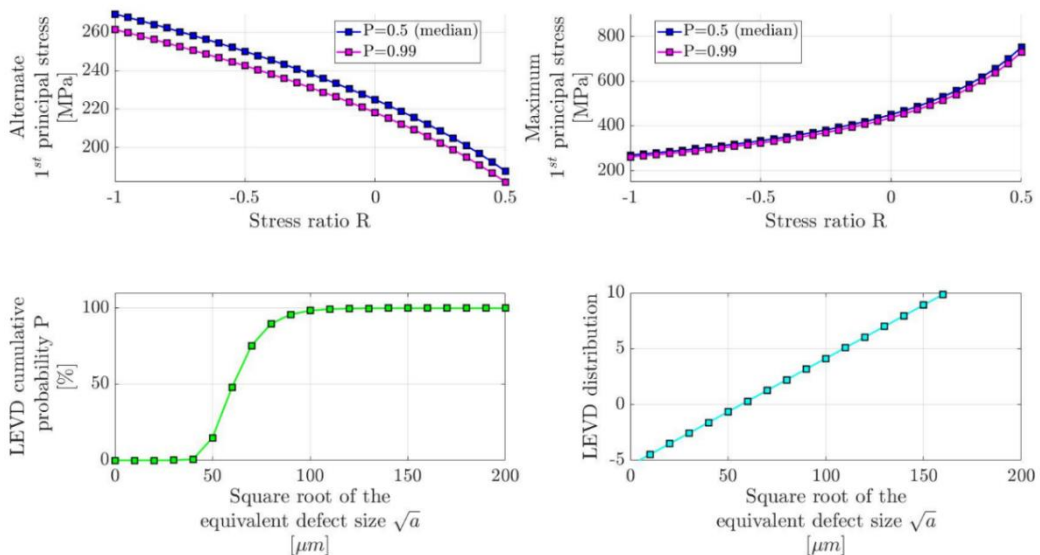 Alternate
1st principal stress
[MPa]
260
240
220
200
P=0.5 (median)
P=0.99
-1
-0.5
0
0.5
Stress ratio R
Maximum
1st principal stress
[MPa]
800
600
400
200
P=0.5 (median)
P=0.99
-1
-0.5
0
0.5
Stress ratio R
LEVD cumulative
probability P
[%]
100
50
0
0
50
100
150
200
Square root of the
equivalent defect size √a
[μm]
LEVD distribution
10
5
0
-5
0
50
100
150
200
Square root of the
equivalent defect size √a
[μm]